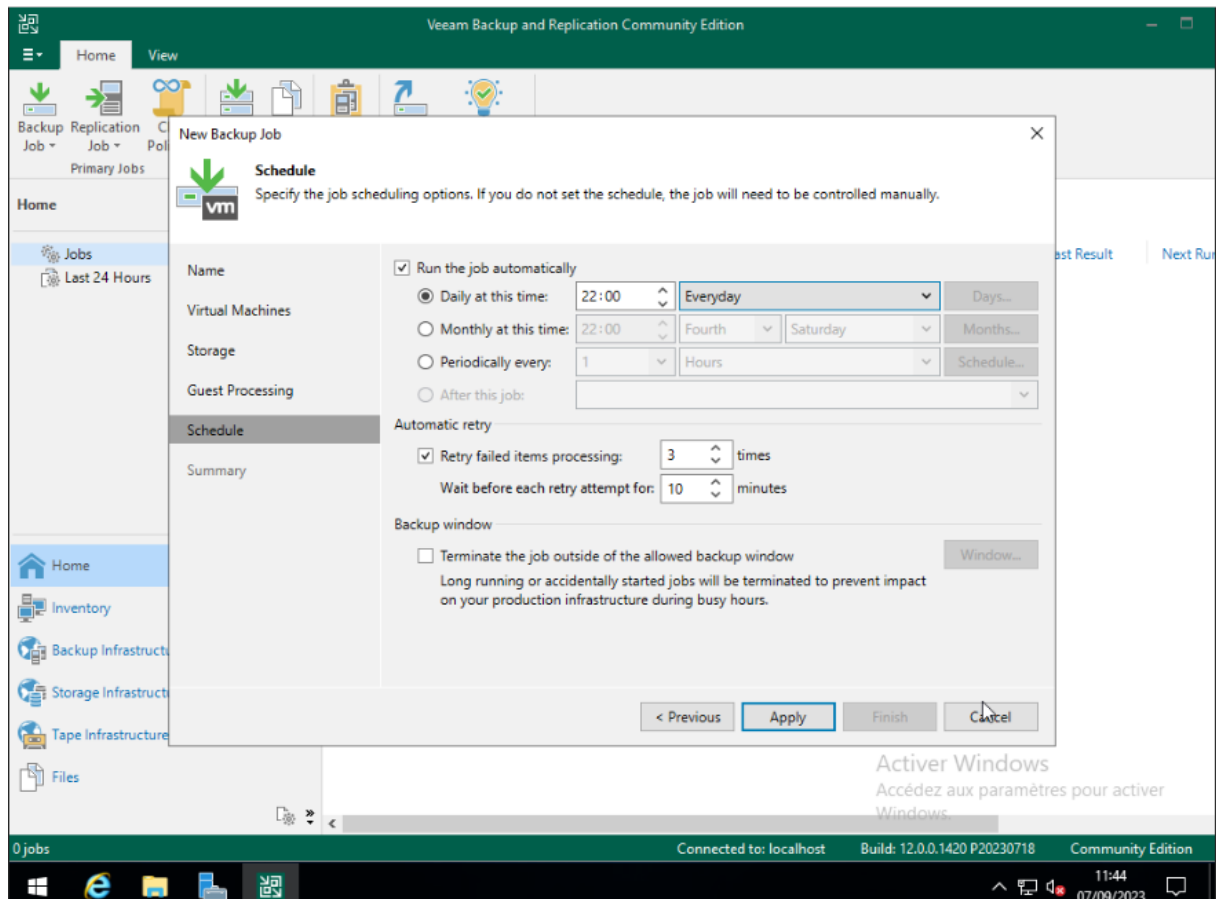 Veeam Backup and Replication Community Edition
Home View
Backup Replication
Job Job
Primary Jobs
New Backup Job
Schedule
Specify the job scheduling options. If you do not set the schedule, the job will need to be controlled manually.
vm
Home
Jobs
Last 24 Hours
Result Next
Name
Virtual Machines
Storage
Guest Processing
Schedule
Summary
Run the job automatically
Daily at this time: 22:00 Everyday Days...
Monthly at this time: 22:00 Fourth Saturday Months...
Periodically every: 1 Hours Schedule...
After this job:
Automatic retry
Retry failed items processing: 3 times
Wait before each retry attempt for: 10 minutes
Backup window
Terminate the job outside of the allowed backup window Window...
Long running or accidentally started jobs will be terminated to prevent impact
on your production infrastructure during busy hours.
< Previous Apply Finish Cancel
Home
Inventory
Backup
Storage
Tape Infrastructure
Files
Activer Windows
Accédez aux paramètres pour activer
Windows.
0 jobs Connected to: localhost Build: 12.0.0.1420 P20230718 Community Edition
11:44
07/09/2023